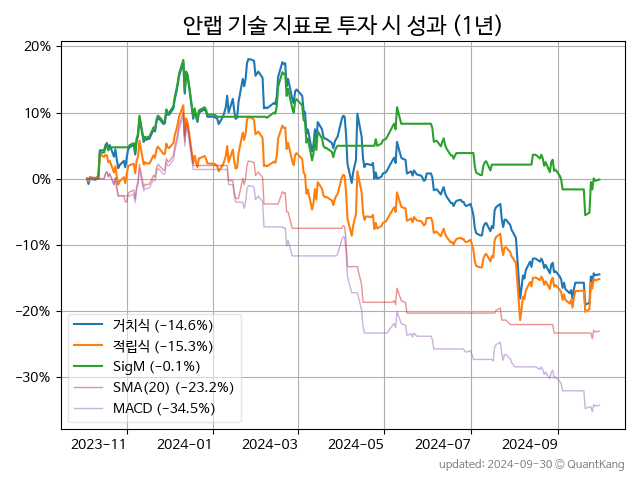 안랩 기술 지표로 투자 시 성과 (1년)
20%
10%
0%
−10%
−20%
−30%
거치식 (−14.6%)
적립식 (−15.3%)
SigM (−0.1%)
SMA(20) (−23.2%)
MACD (−34.5%)
2023-11
2024-01
2024-03
2024-05
2024-07
2024-09
updated: 2024-09-30 © QuantKang